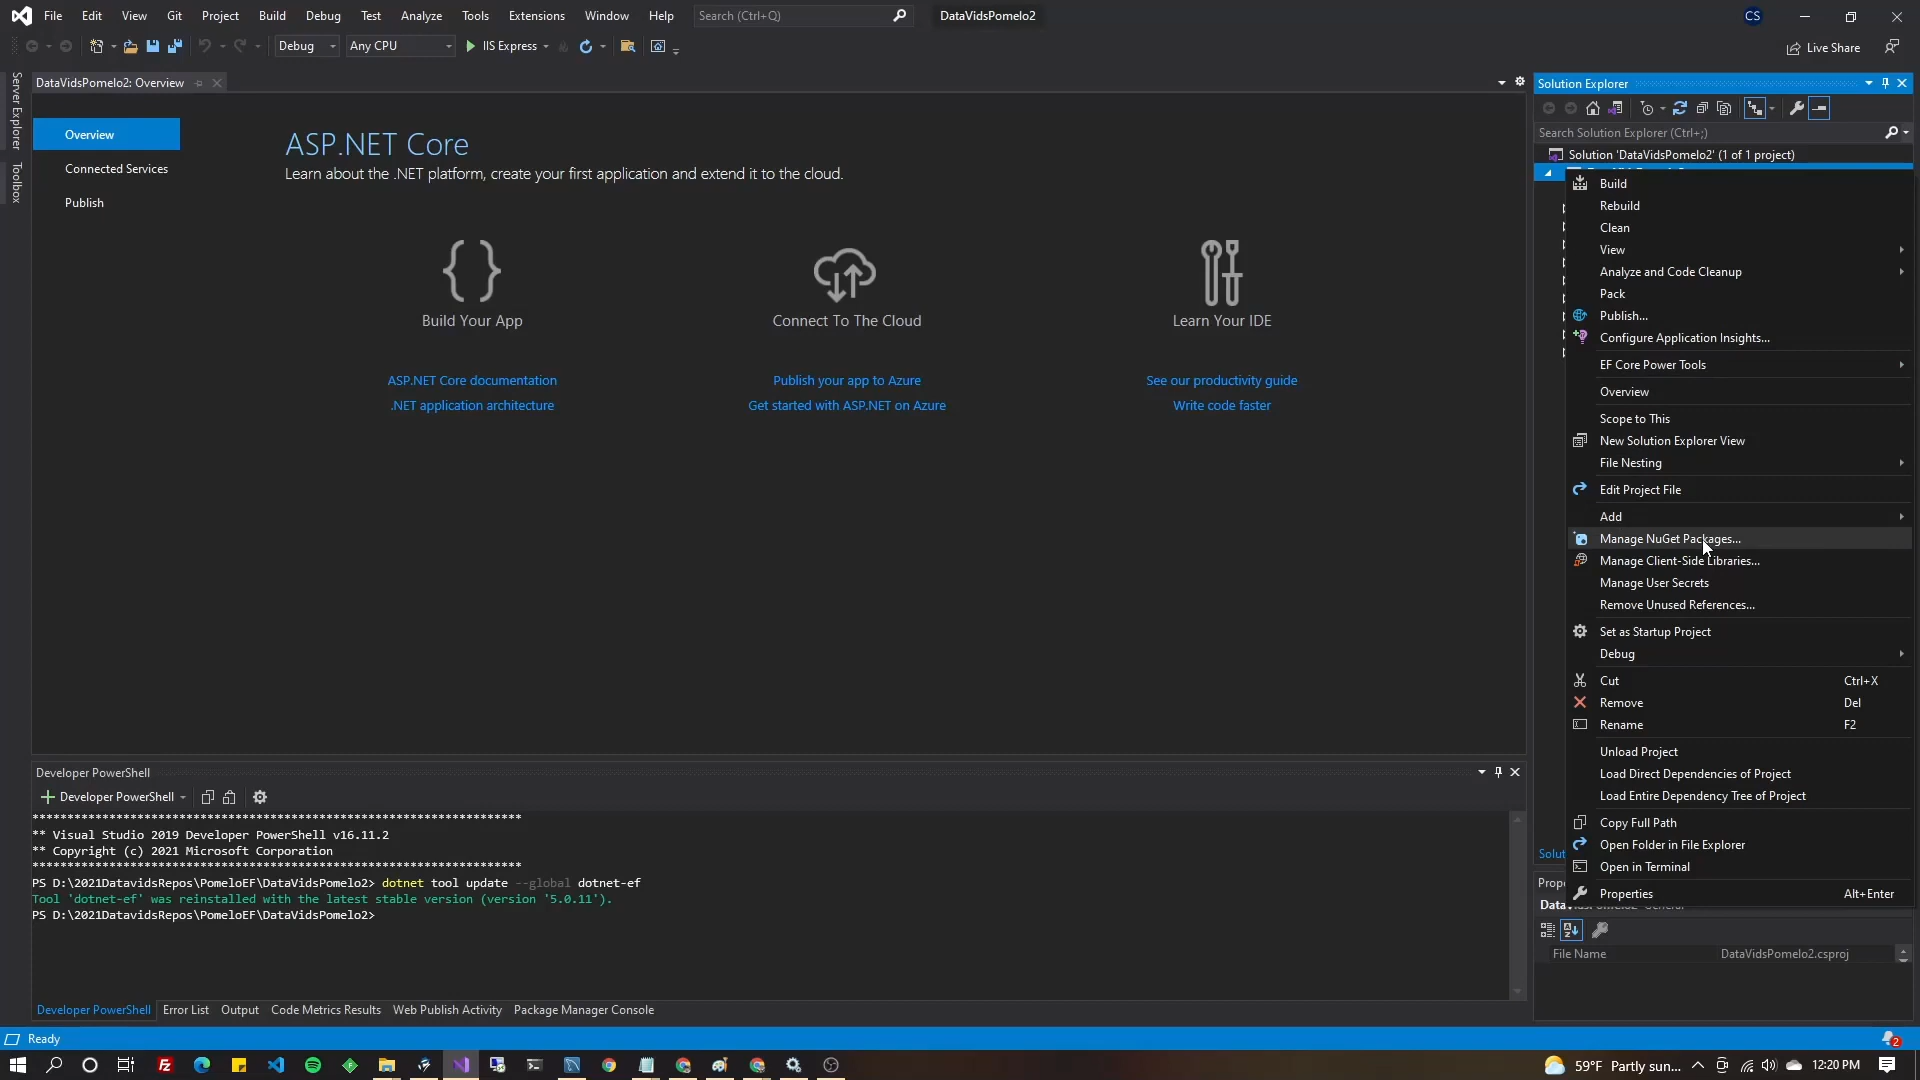 File Edit View Git Project Build Debug Test Analyze Tools Extensions Window Help Search (Ctrl+Q) DataVidsPomelo2 CS
Debug Any CPU IIS Express Live Share
Server Explorer
Toolbox
DataVidsPomelo2: Overview
Overview
Connected Services
Publish
ASP.NET Core
Learn about the .NET platform, create your first application and extend it to the cloud.
Build Your App
ASP.NET Core documentation
.NET application architecture
Connect To The Cloud
Publish your app to Azure
Get started with ASP.NET on Azure
Learn Your IDE
See our productivity guide
Write code faster
Solution Explorer
Search Solution Explorer (Ctrl+;)
Solution 'DataVidsPomelo2' (1 of 1 project)
Build
Rebuild
Clean
View
Analyze and Code Cleanup
Pack
Publish...
Configure Application Insights...
EF Core Power Tools
Overview
Scope to This
New Solution Explorer View
File Nesting
Edit Project File
Add
Manage NuGet Packages...
Manage Client-Side Libraries...
Manage User Secrets
Remove Unused References...
Set as Startup Project
Debug
Cut Ctrl+X
Remove Del
Rename F2
Unload Project
Load Direct Dependencies of Project
Load Entire Dependency Tree of Project
Copy Full Path
Open Folder in File Explorer
Open in Terminal
Properties Alt+Enter
File Name DataVidsPomelo2.csproj
Developer PowerShell
Developer PowerShell
**********************************************************************
** Visual Studio 2019 Developer PowerShell v16.11.2
** Copyright (c) 2021 Microsoft Corporation
**********************************************************************
PS D:\2021DatavidsRepos\PomeloEF\DataVidsPomelo2> dotnet tool update --global dotnet-ef
Tool 'dotnet-ef' was reinstalled with the latest stable version (version '5.0.11').
PS D:\2021DatavidsRepos\PomeloEF\DataVidsPomelo2>
Developer PowerShell Error List Output Code Metrics Results Web Publish Activity Package Manager Console
Ready 2
59°F Partly sun... 12:20 PM